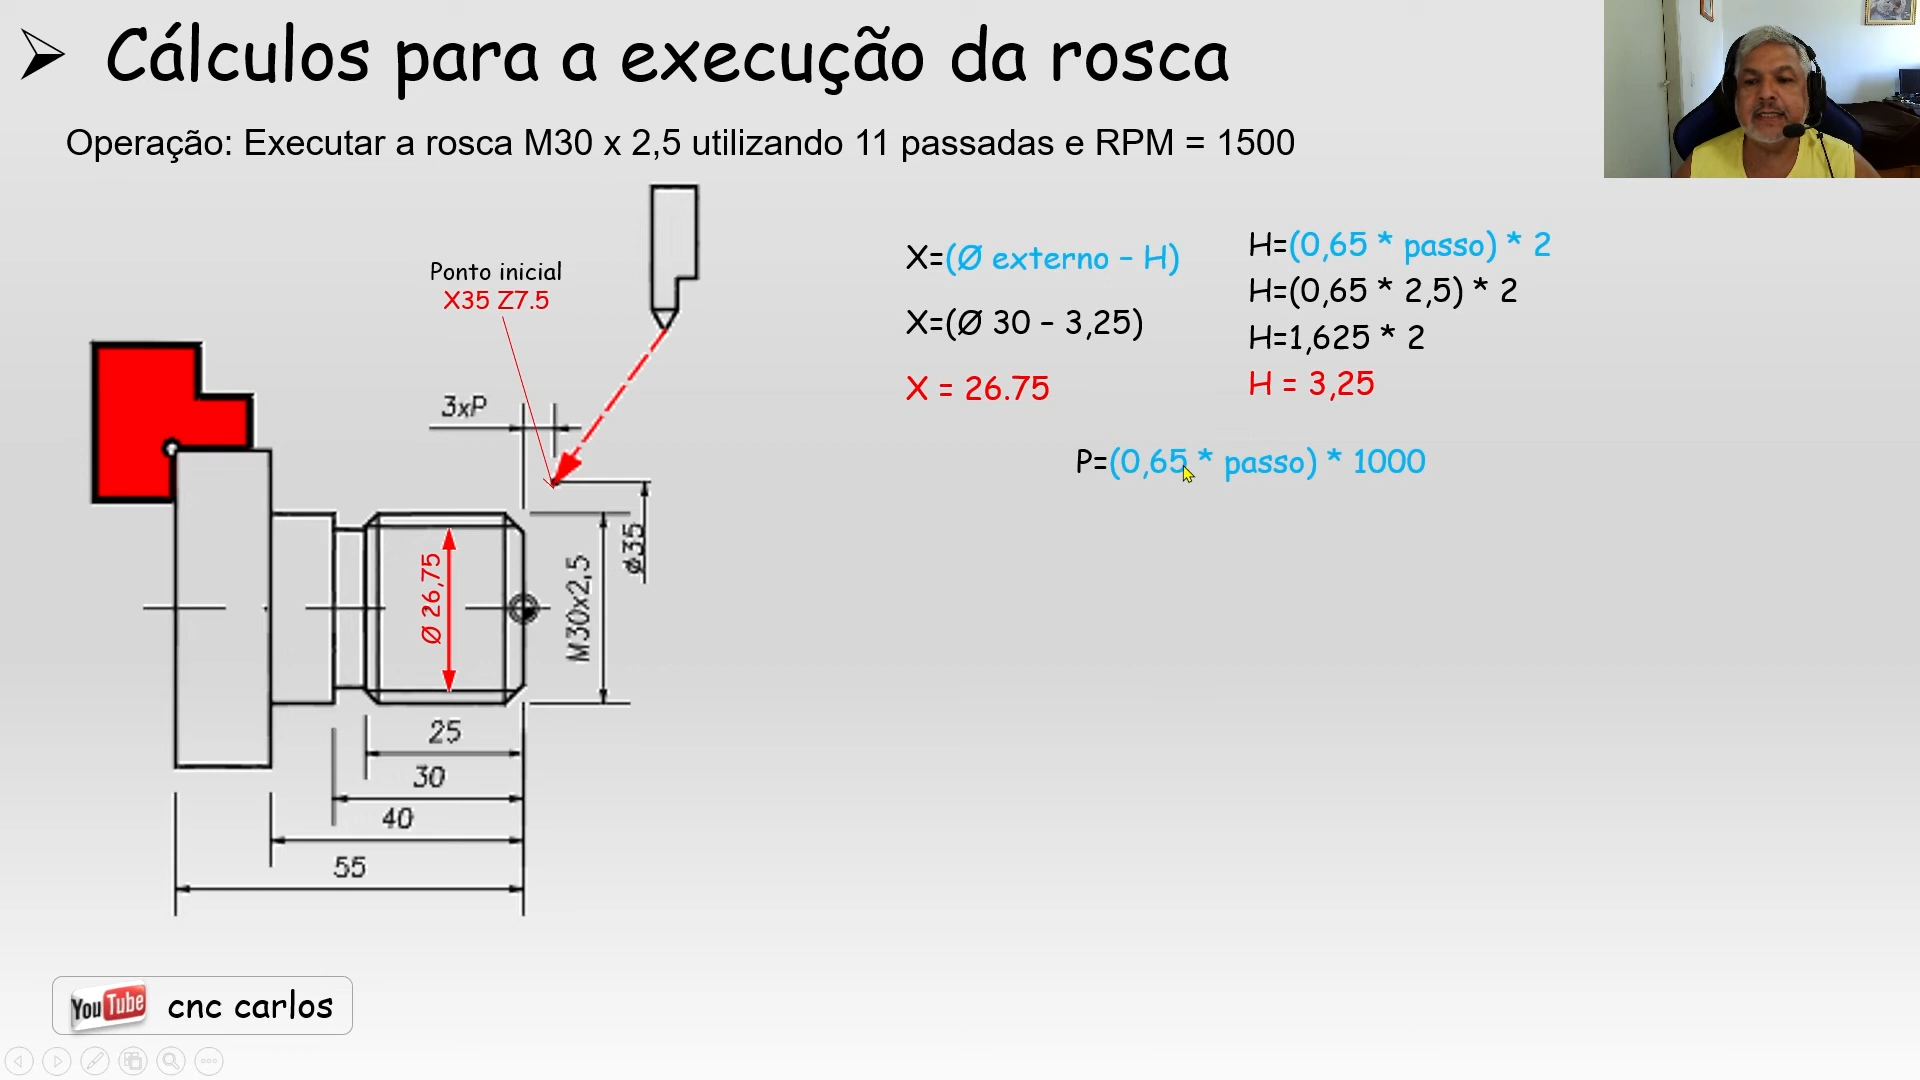 ➢ Cálculos para a execução da rosca
Operação: Executar a rosca M30 x 2,5 utilizando 11 passadas e RPM = 1500
Ponto inicial
X35 Z7.5
3xP
Ø35
M30x2,5
Ø 26,75
25
30
40
55
X=(Ø externo – H)
X=(Ø 30 – 3,25)
X = 26.75
H=(0,65 * passo) * 2
H=(0,65 * 2,5) * 2
H=1,625 * 2
H = 3,25
P=(0,65 * passo) * 1000
YouTube cnc carlos